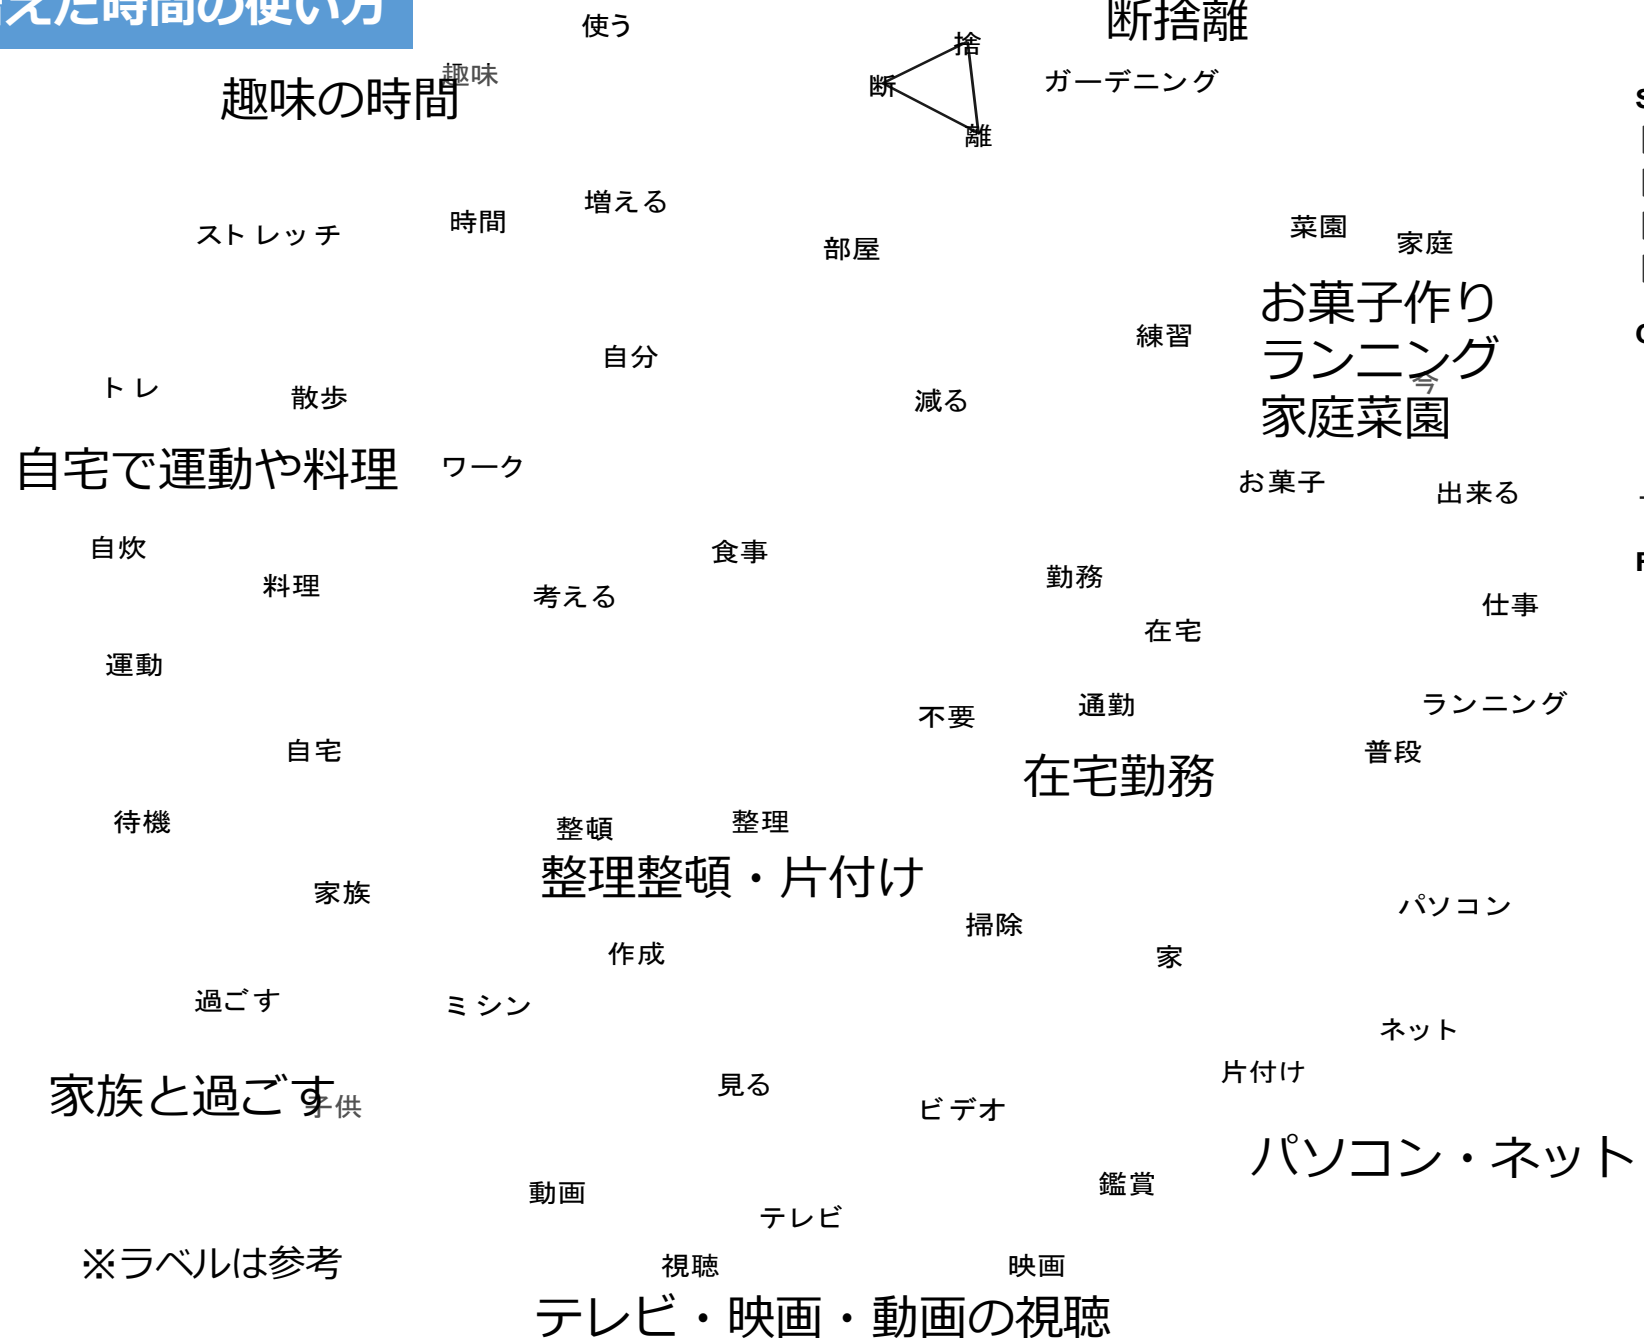 えた時間の使い方
使う
断捨離
捨
趣味
ガーデニング
断
趣味の時間
離
増える
時間
ストレッチ
菜園
家庭
部屋
お菓子作り
練習
自分
ランニング
今
トレ
散歩
減る
家庭菜園
自宅で運動や料理
ワーク
お菓子
出来る
自炊
食事
勤務
料理
考える
仕事
在宅
運動
ランニング
通勤
不要
自宅
普段
在宅勤務
待機
整頓
整理
整理整頓・片付け
家族
パソコン
掃除
作成
家
過ごす
ミシン
ネット
片付け
見る
家族と過ごす
子供
ビデオ
パソコン・ネット
鑑賞
動画
テレビ
※ラベルは参考
視聴
映画
テレビ・映画・動画の視聴